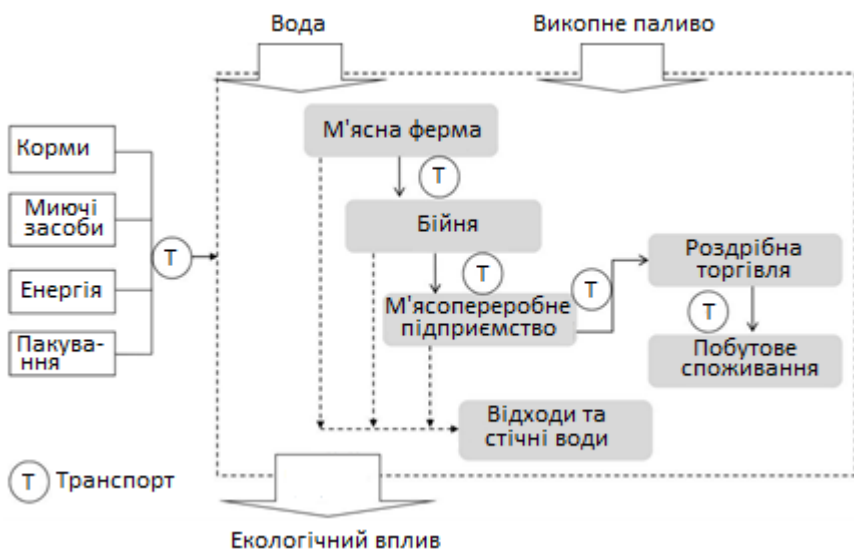 Вода
Викопне паливо
М'ясна ферма
Корми
Т
Миючі
засоби
Бійня
Т
Т
Роздрібна
торгівля
Енергія
М'ясопереробне
підприємство
Т
Т
Пакува-
ння
Побутове
споживання
Відходи та
стічні води
Т
Транспорт
Екологічний вплив